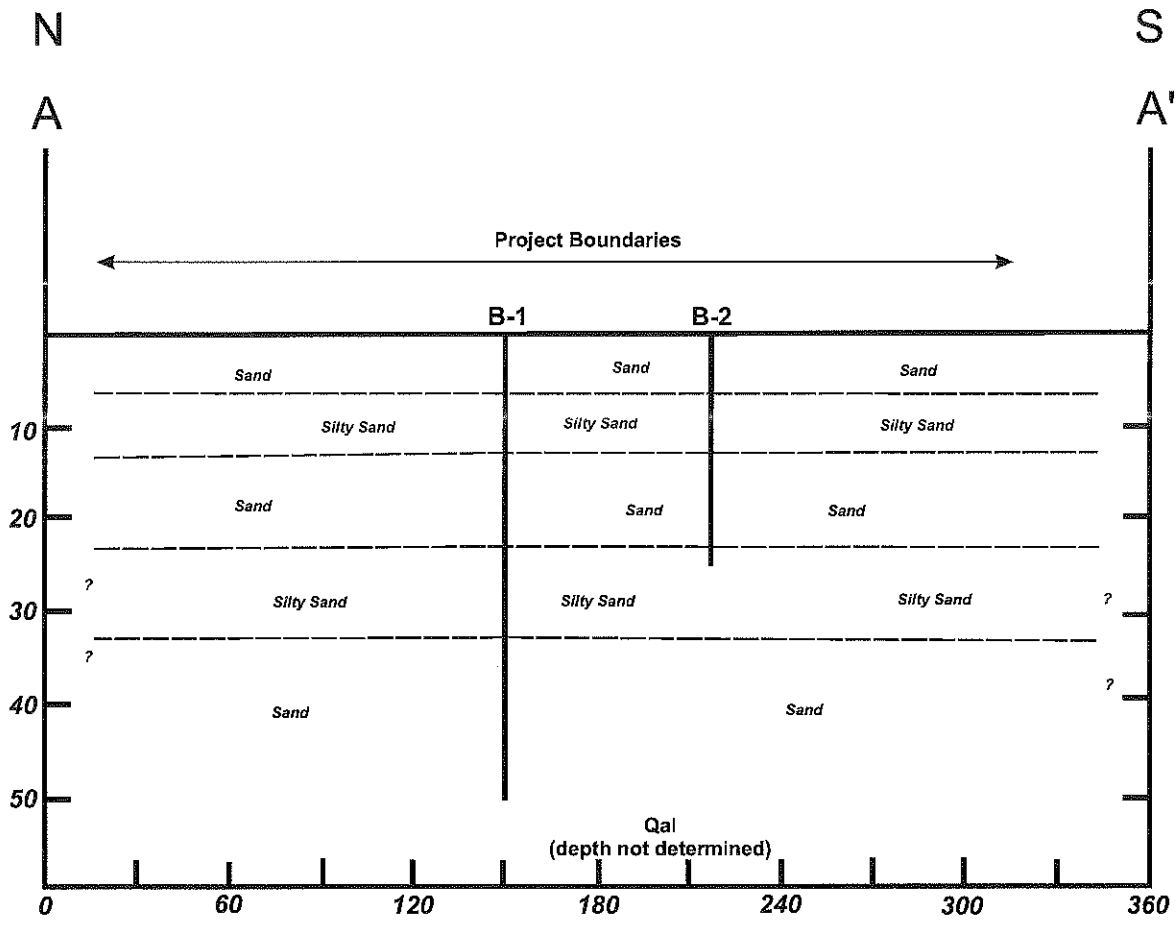 N S
A A'
Project Boundaries
B-1 B-2
Sand Sand Sand
10 Silty Sand Silty Sand Silty Sand
20 Sand Sand Sand
? 
30 Silty Sand Silty Sand Silty Sand ?
?
40 Sand Sand ?
50
Qal
(depth not determined)
0 60 120 180 240 300 360